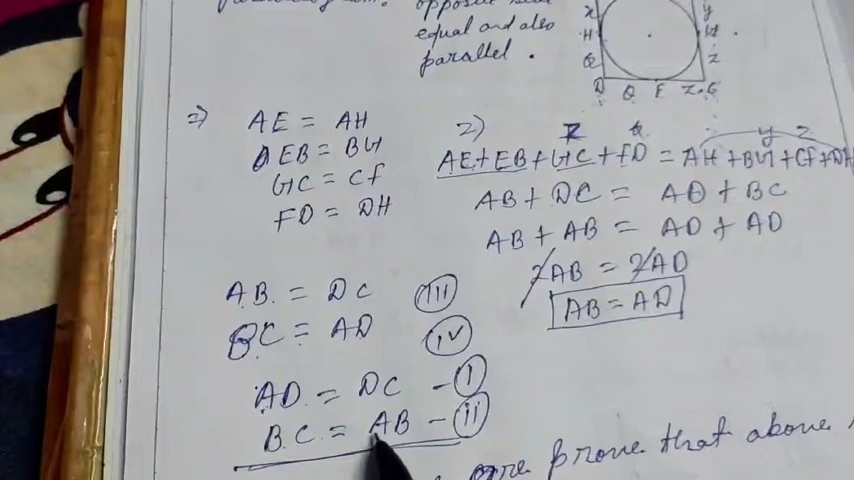 opposit
equal and also
parallel .
x
y
H
Q
z
D Q F Z C
=> AE = AH
EB = BG
GC = CF
FD = DH
2)
AE+EB+GC+FD = AH+BG+CF+DH
AB + DC = AD + BC
AB + AB = AD + AD
2AB = 2AD
AB = AD
AB = DC (III)
BC = AD (IV)
AD = DC - (I)
BC = AB - (II)
prove that above